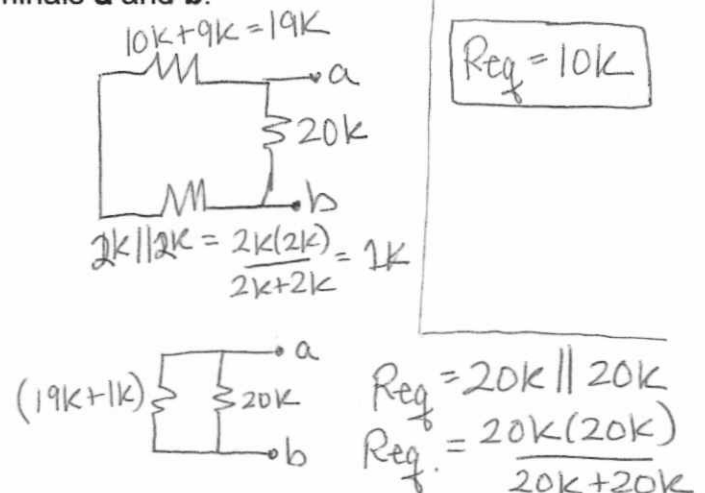 minals a and b.
10k+9k=19k
a
20k
b
2k||2k = 2k(2k) / 2k+2k = 1k
Req = 10k
a
(19k+1k)
20k
b
Req = 20k || 20k
Req. = 20k(20k) / 20k+20k